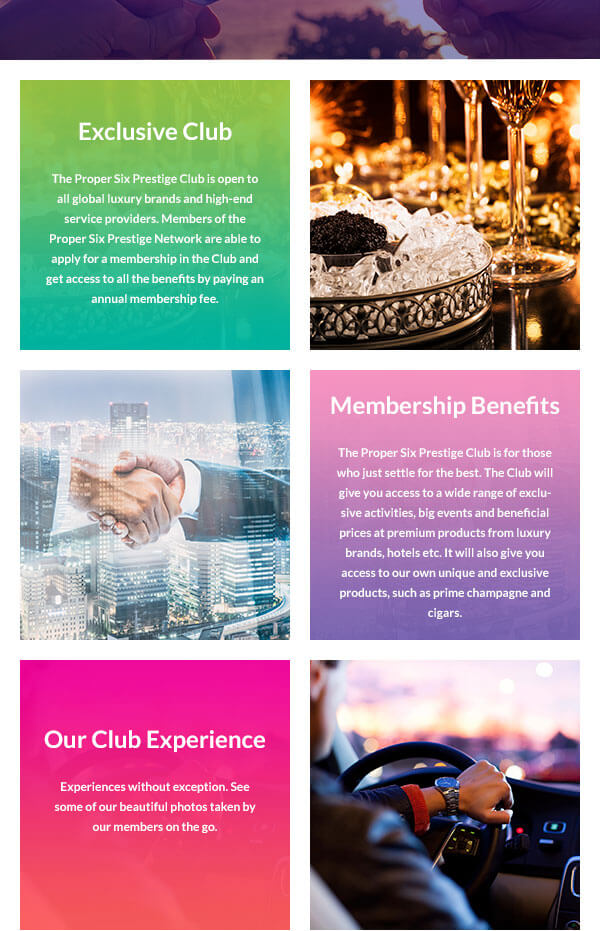 Exclusive Club
The Proper Six Prestige Club is open to
all global luxury brands and high-end
service providers. Members of the
Proper Six Prestige Network are able to
apply for a membership in the Club and
get access to all the benefits by paying an
annual membership fee.
Membership Benefits
The Proper Six Prestige Club is for those
who just settle for the best. The Club will
give you access to a wide range of exclu-
sive activities, big events and beneficial
prices at premium products from luxury
brands, hotels etc. It will also give you
access to our own unique and exclusive
products, such as prime champagne and
cigars.
Our Club Experience
Experiences without exception. See
some of our beautiful photos taken by
our members on the go.